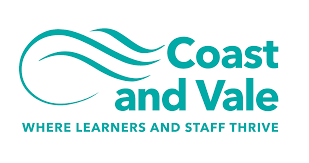 Coast
and Vale
WHERE LEARNERS AND STAFF THRIVE